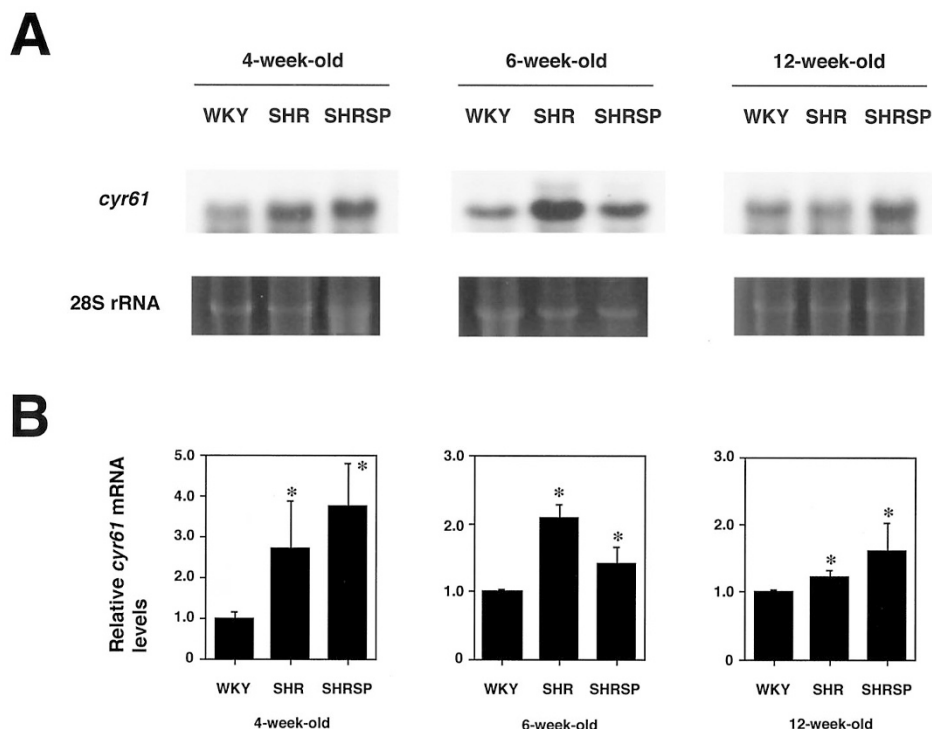 A
4-week-old 6-week-old 12-week-old
WKY SHR SHRSP WKY SHR SHRSP WKY SHR SHRSP
cyr61
28S rRNA
B
Relative cyr61 mRNA
levels
5.0
4.0
3.0
2.0
1.0
0
* *
WKY SHR SHRSP
4-week-old
3.0
2.0
1.0
0
* *
WKY SHR SHRSP
6-week-old
3.0
2.0
1.0
0
* *
WKY SHR SHRSP
12-week-old